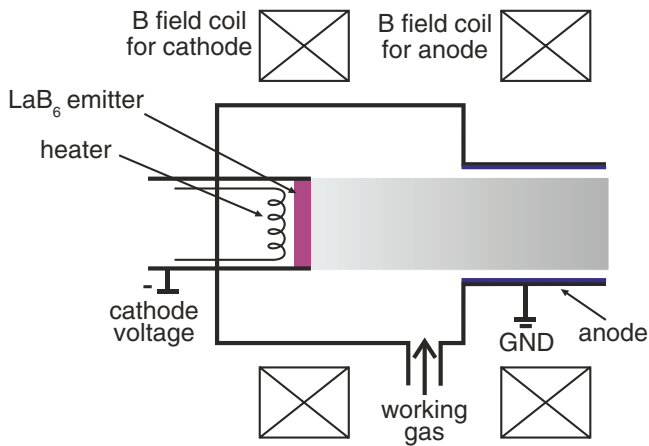 B field coil
for cathode
B field coil
for anode
LaB₆ emitter
heater
-
cathode
voltage
GND
anode
working
gas